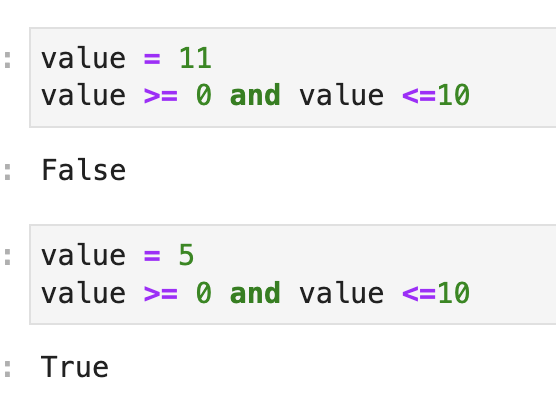 : value = 11
value >= 0 and value <=10
: False
: value = 5
value >= 0 and value <=10
: True